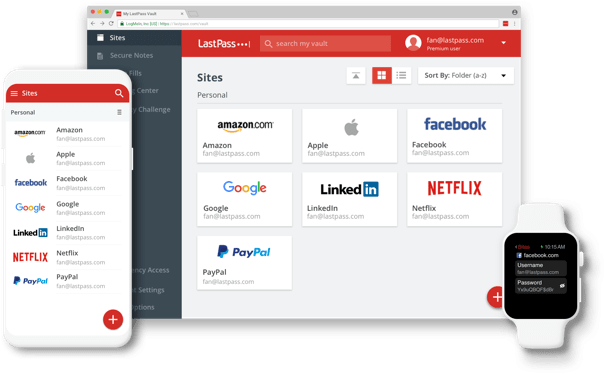 My LastPass Vault
LogMeIn, Inc [US]
https://lastpass.com/vault
Sites
Secure Notes
Fills
Center
Challenge
ency Access
Settings
ptions
LastPass
search my vault
fan@lastpass.com
Premium user
Sites
Sort By: Folder (a-z)
Personal
amazon.com
Amazon
fan@lastpass.com
Apple
fan@lastpass.com
facebook
Facebook
fan@lastpass.com
Google
Google
fan@lastpass.com
Linked in
LinkedIn
fan@lastpass.com
NETFLIX
Netflix
fan@lastpass.com
PayPal
PayPal
fan@lastpass.com
Sites
Personal
amazon.com
Amazon
fan@lastpass.com
Apple
fan@lastpass.com
facebook
Facebook
fan@lastpass.com
Google
Google
fan@lastpass.com
Linked in
LinkedIn
fan@lastpass.com
NETFLIX
Netflix
fan@lastpass.com
PayPal
PayPal
fan@lastpass.com
Sites
10:15 AM
facebook.com
Username
fan@lastpass.com
Password